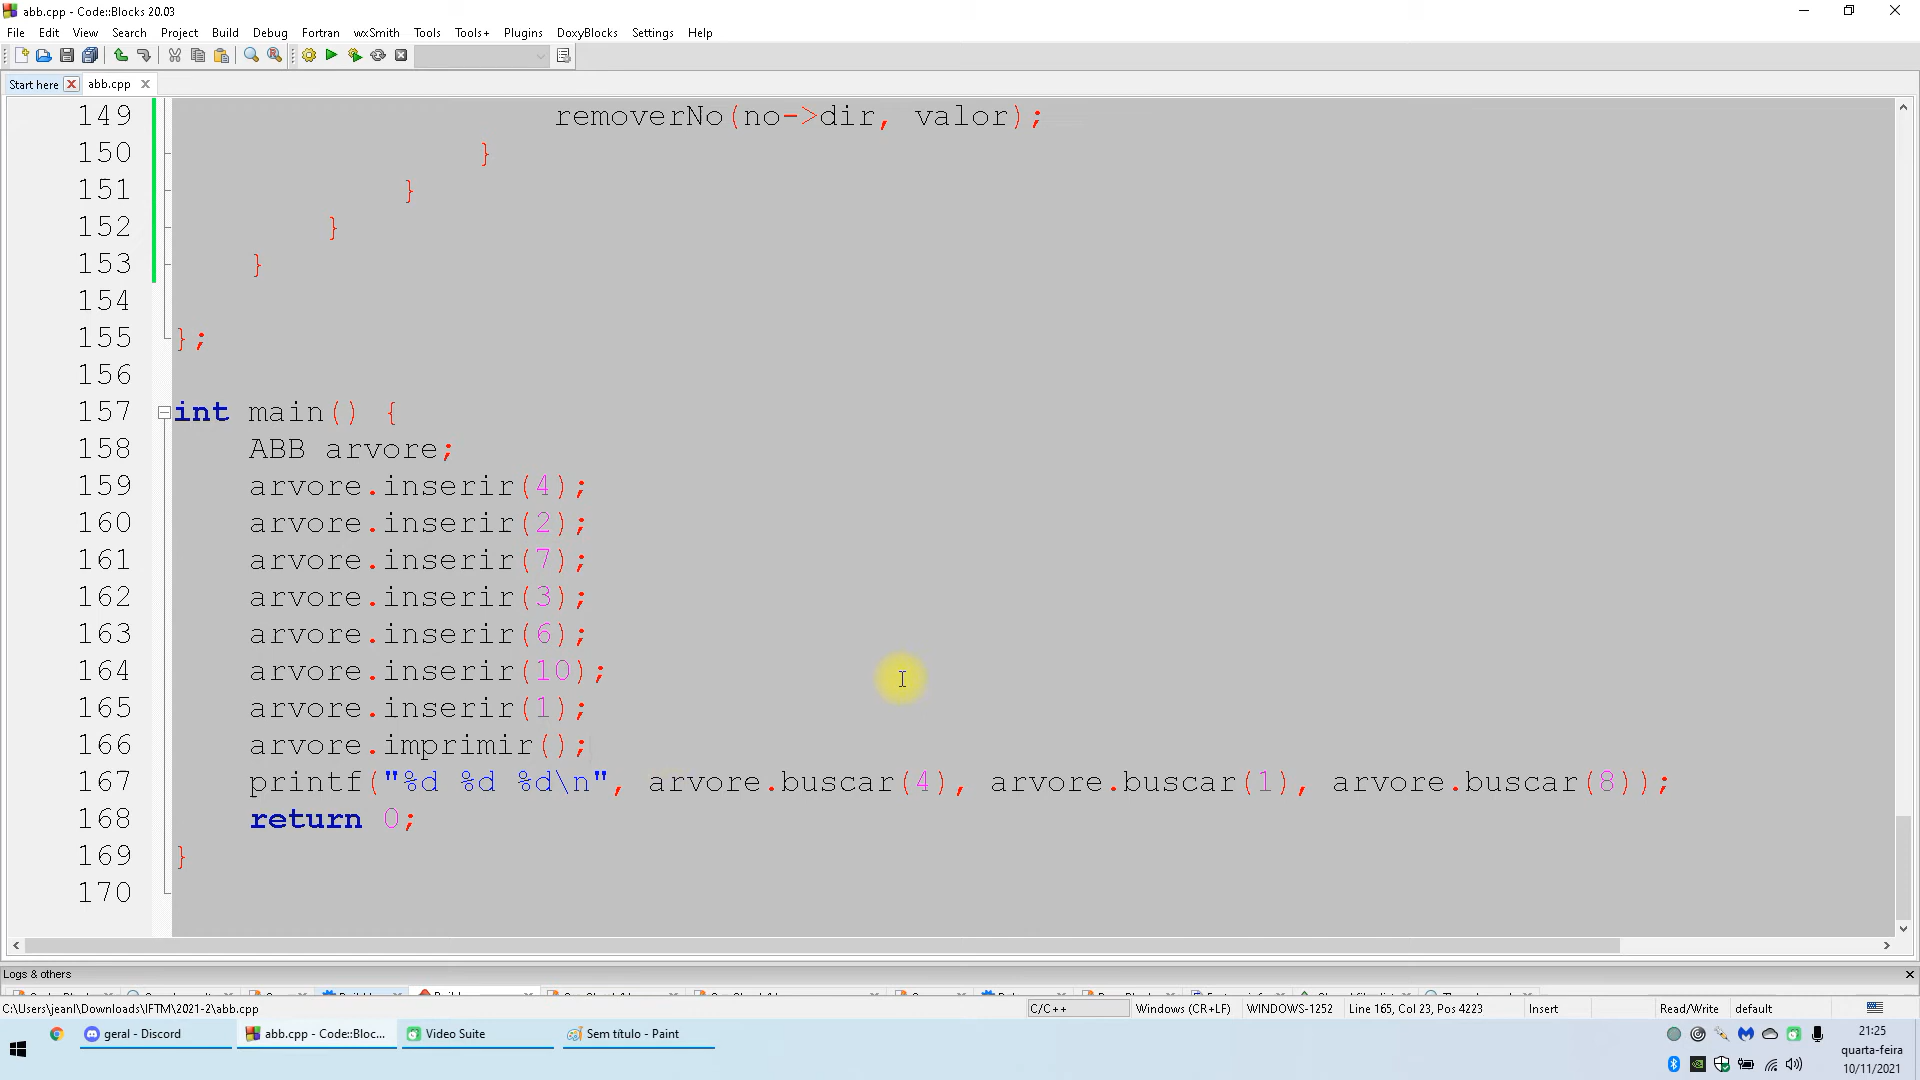 abb.cpp - Code::Blocks 20.03
File Edit View Search Project Build Debug Fortran wxSmith Tools Tools+ Plugins DoxyBlocks Settings Help
Start here abb.cpp
149 removerNo(no->dir, valor);
150 }
151 }
152 }
153 }
154
155 };
156
157 int main() {
158 ABB arvore;
159 arvore.inserir(4);
160 arvore.inserir(2);
161 arvore.inserir(7);
162 arvore.inserir(3);
163 arvore.inserir(6);
164 arvore.inserir(10);
165 arvore.inserir(1);
166 arvore.imprimir();
167 printf("%d %d %d\n", arvore.buscar(4), arvore.buscar(1), arvore.buscar(8));
168 return 0;
169 }
170
Logs & others
C:\Users\jeanl\Downloads\IFTM\2021-2\abb.cpp C/C++ Windows (CR+LF) WINDOWS-1252 Line 165, Col 23, Pos 4223 Insert Read/Write default
geral - Discord abb.cpp - Code::Bloc... Video Suite Sem título - Paint
21:25
quarta-feira
10/11/2021